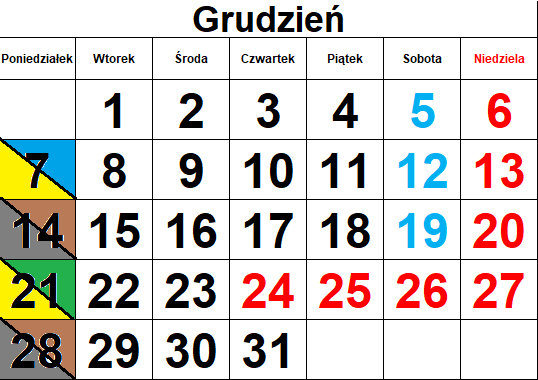 Grudzień
Poniedziałek Wtorek Środa Czwartek Piątek Sobota Niedziela
1 2 3 4 5 6
7 8 9 10 11 12 13
14 15 16 17 18 19 20
21 22 23 24 25 26 27
28 29 30 31